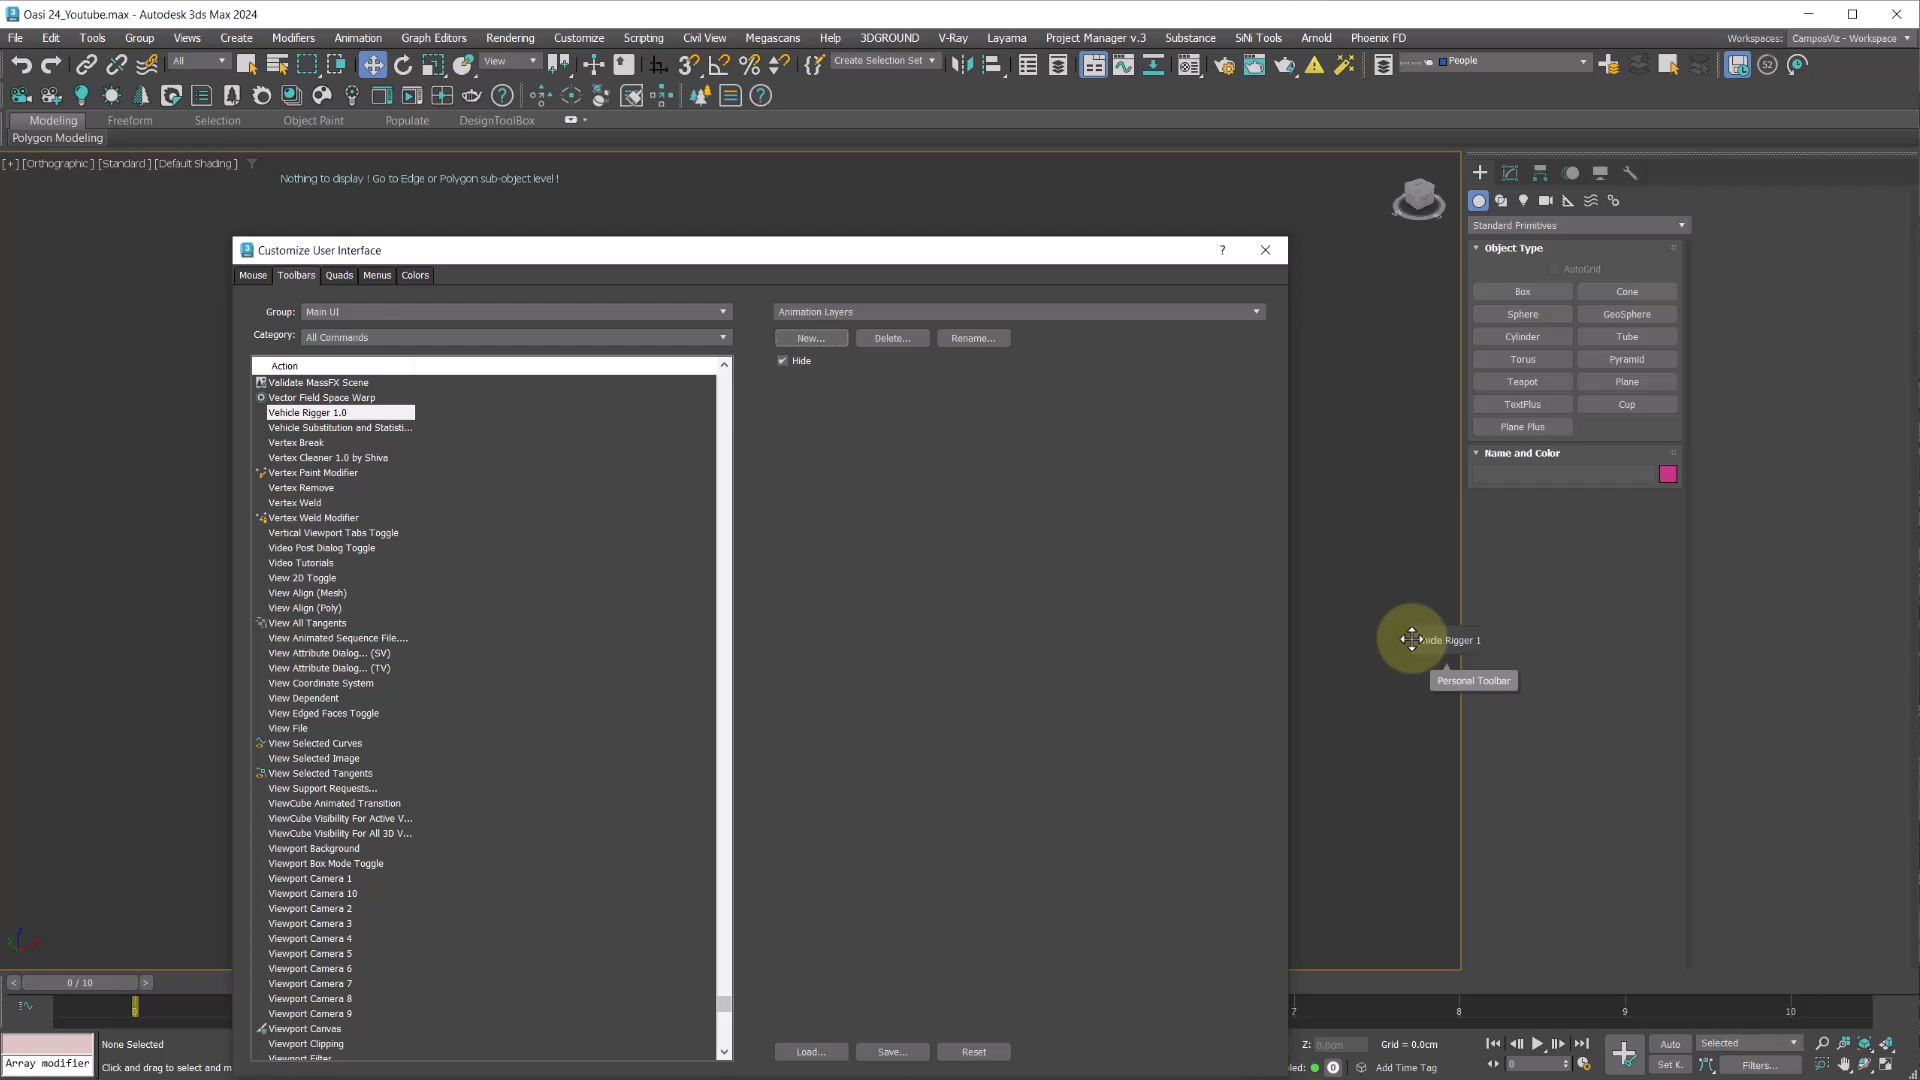 Oasi 24_Youtube.max - Autodesk 3ds Max 2024
File Edit Tools Group Views Create Modifiers Animation Graph Editors Rendering Customize Scripting Civil View Megascans Help 3DGROUND V-Ray Layama Project Manager v.3 Substance SiNi Tools Arnold Phoenix FD Workspaces: CamposViz - Workspace
All View Create Selection Set People 52
Modeling Freeform Selection Object Paint Populate DesignToolBox
Polygon Modeling
[+] [Orthographic ] [Standard ] [Default Shading ]
Nothing to display ! Go to Edge or Polygon sub-object level !
Standard Primitives
Object Type
AutoGrid
Box Cone
Sphere GeoSphere
Cylinder Tube
Torus Pyramid
Teapot Plane
TextPlus Cup
Plane Plus
Name and Color
Customize User Interface ?
Mouse Toolbars Quads Menus Colors
Group: Main UI Animation Layers
Category: All Commands New... Delete... Rename...
Hide
Action
Validate MassFX Scene
Vector Field Space Warp
Vehicle Rigger 1.0
Vehicle Substitution and Statisti...
Vertex Break
Vertex Cleaner 1.0 by Shiva
Vertex Paint Modifier
Vertex Remove
Vertex Weld
Vertex Weld Modifier
Vertical Viewport Tabs Toggle
Video Post Dialog Toggle
Video Tutorials
View 2D Toggle
View Align (Mesh)
View Align (Poly)
View All Tangents
View Animated Sequence File....
View Attribute Dialog... (SV)
View Attribute Dialog... (TV)
View Coordinate System
View Dependent
View Edged Faces Toggle
View File
View Selected Curves
View Selected Image
View Selected Tangents
View Support Requests...
ViewCube Animated Transition
ViewCube Visibility For Active V...
ViewCube Visibility For All 3D V...
Viewport Background
Viewport Box Mode Toggle
Viewport Camera 1
Viewport Camera 10
Viewport Camera 2
Viewport Camera 3
Viewport Camera 4
Viewport Camera 5
Viewport Camera 6
Viewport Camera 7
Viewport Camera 8
Viewport Camera 9
Viewport Canvas
Viewport Clipping
Viewport Filter
Load... Save... Reset
Rigger 1
Personal Toolbar
< 0 / 10 >
0 7 8 9 10
None Selected
Array modifier Click and drag to select and m
Z: 0.0cm Grid = 0.0cm
0 Add Time Tag
Auto Selected
0 Set K. Filters...